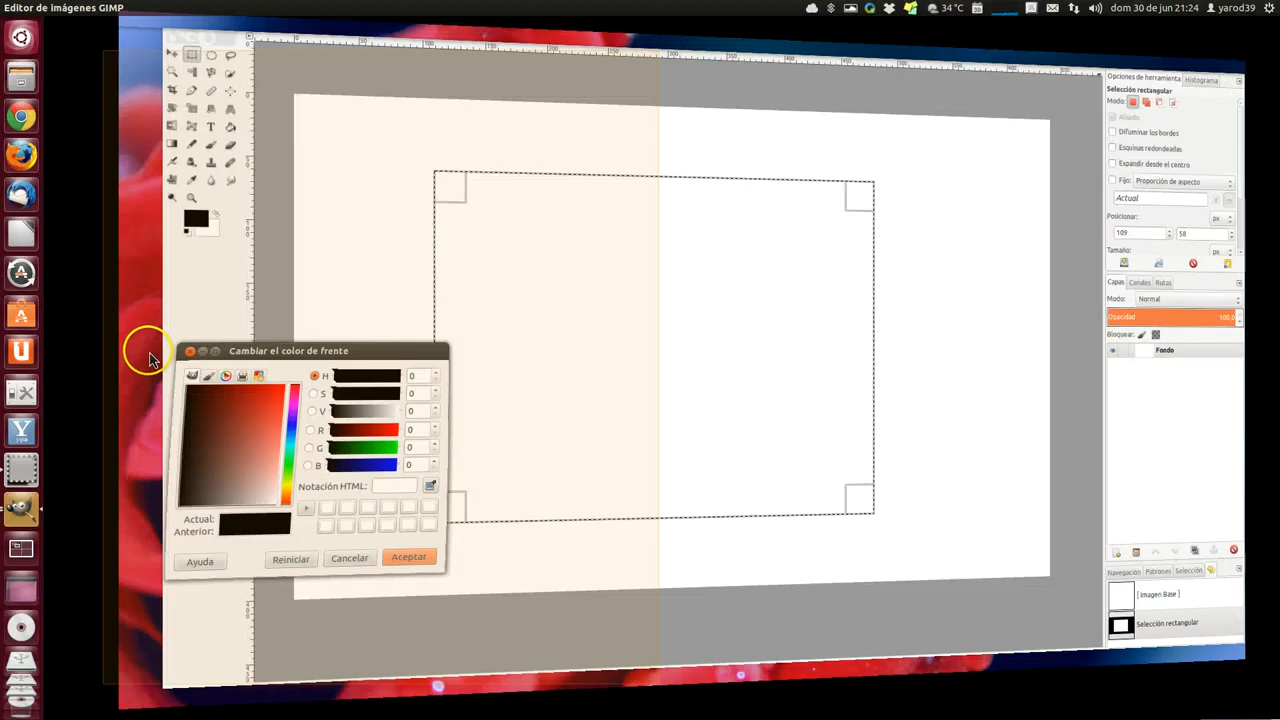 Editor de imágenes GIMP
34°C
30
A
dom 30 de jun 21:24
yarod39
Opciones de herramienta
Histograma
Selección rectangular
Modo:
Alisado
Difuminar los bordes
Esquinas redondeadas
Expandir desde el centro
Fijo:
Proporción de aspecto
Actual
Posicionar:
px
109
58
Tamaño:
px
Capas
Canales
Rutas
Modo:
Normal
Opacidad
100,0
Bloquear:
Fondo
Cambiar el color de frente
H
0
S
0
V
0
R
0
G
0
B
0
Notación HTML:
Actual:
Anterior:
Ayuda
Reiniciar
Cancelar
Aceptar
Navegación
Patrones
Selección
[ Imagen Base ]
Selección rectangular